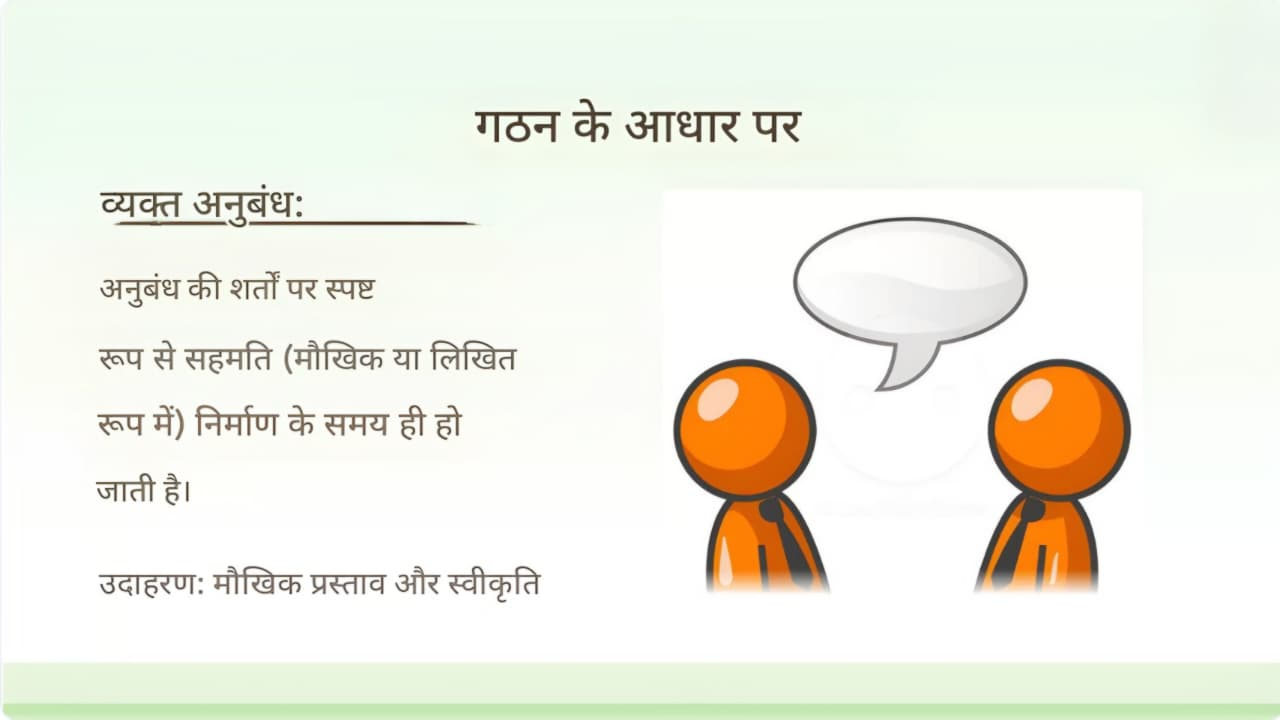 गठन के आधार पर
व्यक्त अनुबंध:
अनुबंध की शर्तों पर स्पष्ट
रूप से सहमति (मौखिक या लिखित
रूप में) निर्माण के समय ही हो
जाती है।
उदाहरण: मौखिक प्रस्ताव और स्वीकृति